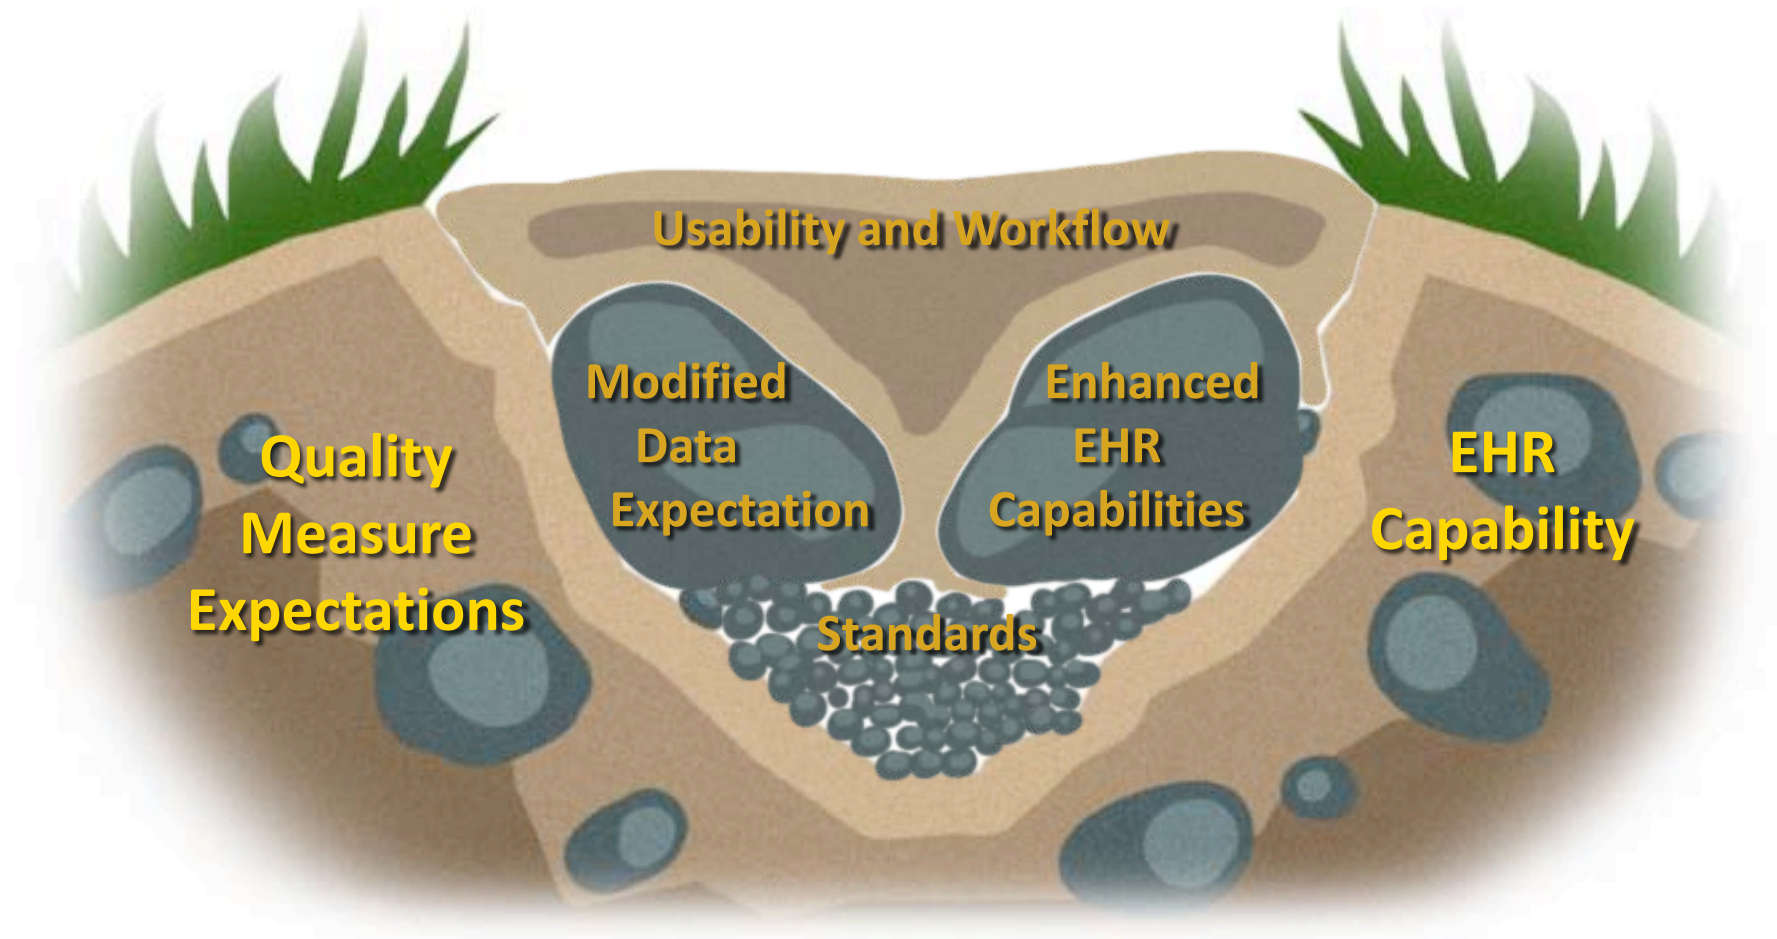 Usability and Workflow
Modified
Data
Expectation
Enhanced
EHR
Capabilities
Quality
Measure
Expectations
EHR
Capability
Standards